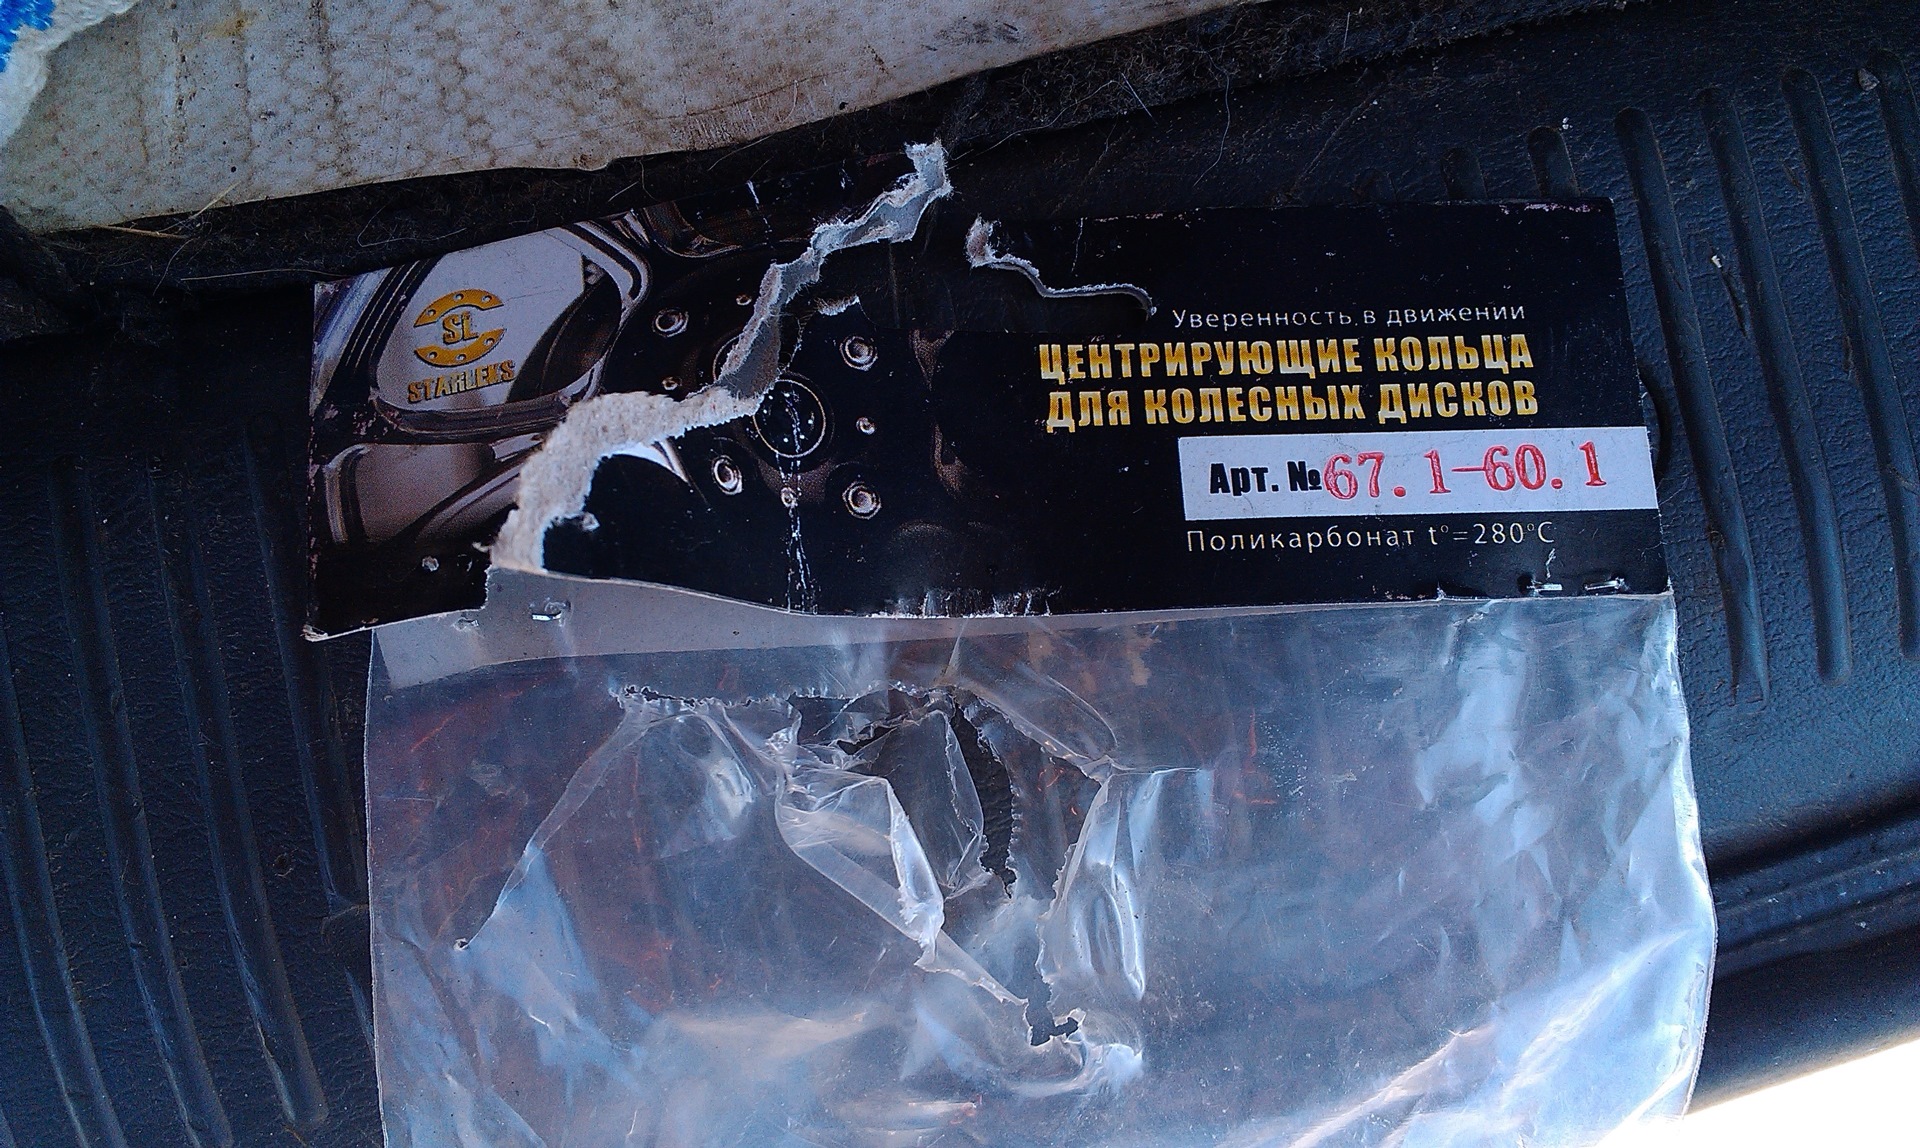 SL
STARLEKS
Уверенность в движении
ЦЕНТРИРУЮЩИЕ КОЛЬЦА
ДЛЯ КОЛЕСНЫХ ДИСКОВ
Арт. №67.1-60.1
Поликарбонат t°=280°C